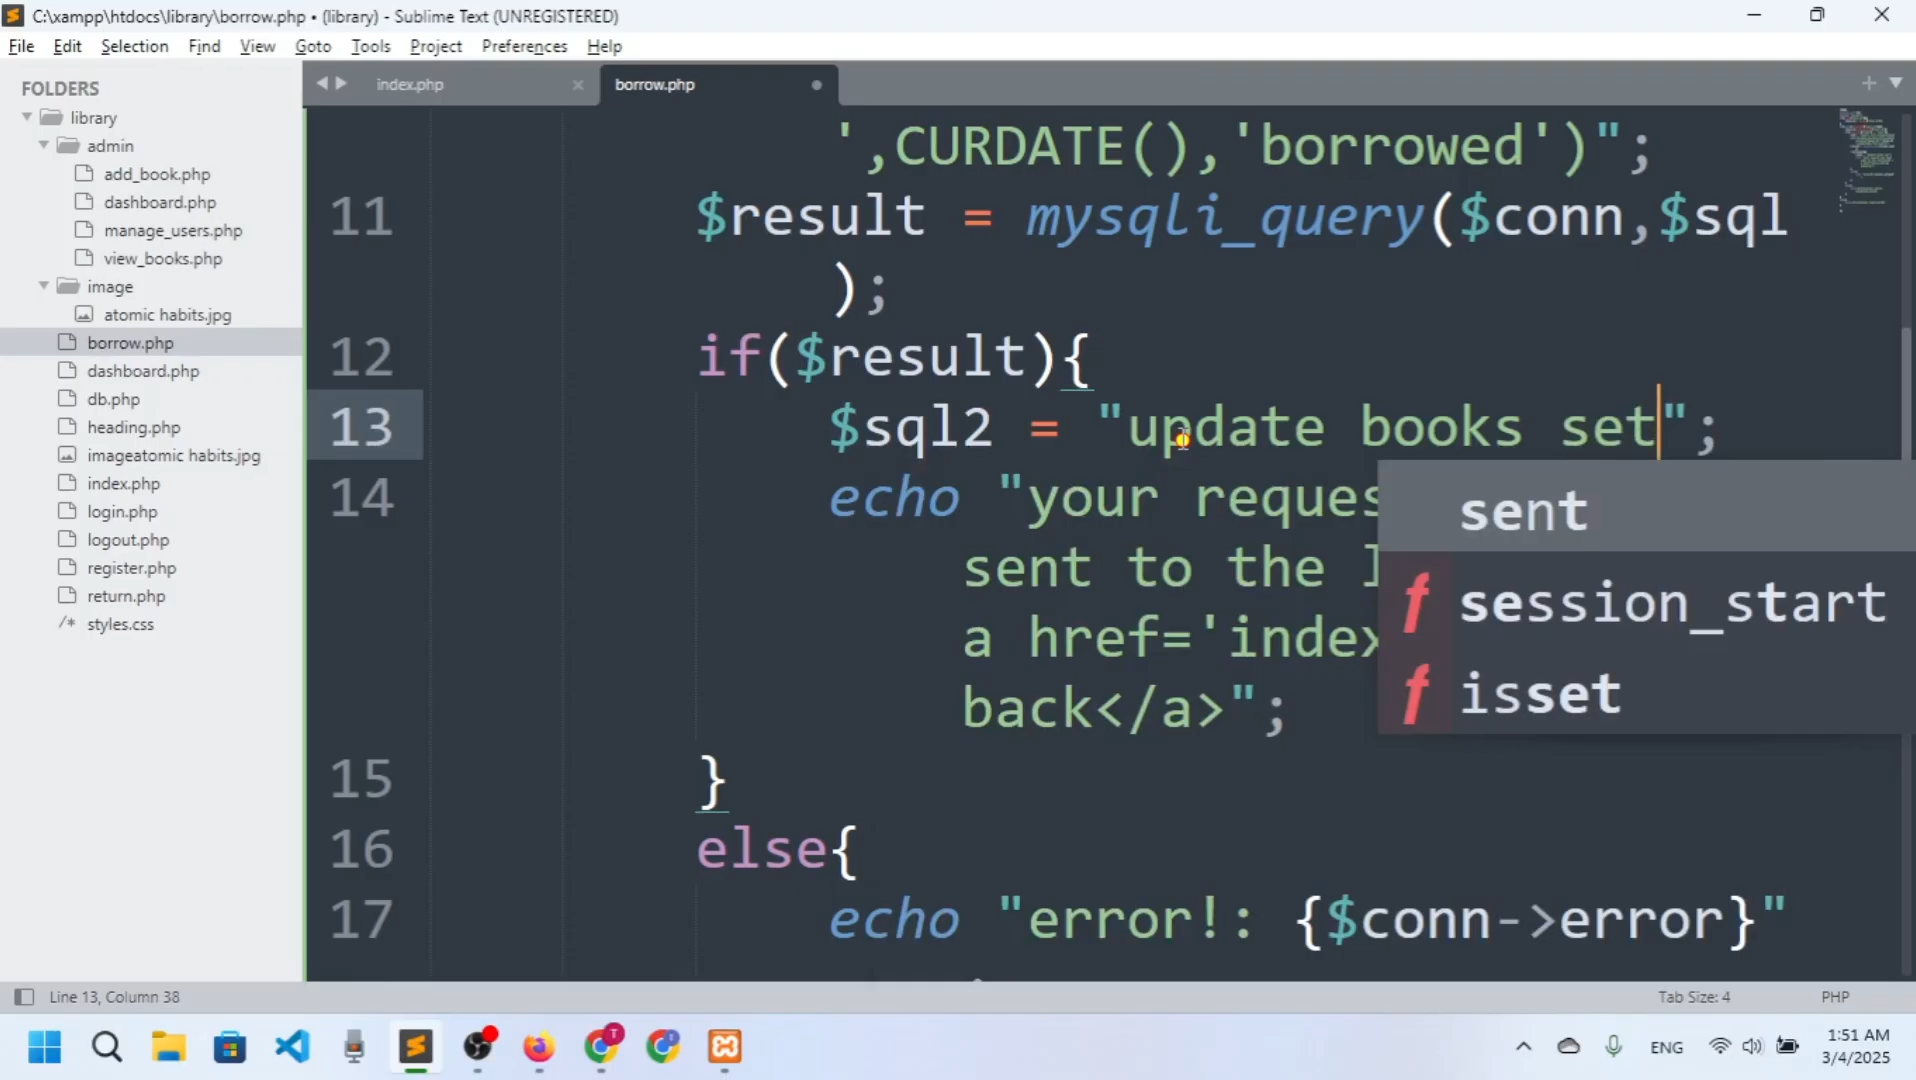 C:\xampp\htdocs\library\borrow.php • (library) - Sublime Text (UNREGISTERED)
File Edit Selection Find View Goto Tools Project Preferences Help
FOLDERS
library
admin
add_book.php
dashboard.php
manage_users.php
view_books.php
image
atomic habits.jpg
borrow.php
dashboard.php
db.php
heading.php
imageatomic habits.jpg
index.php
login.php
logout.php
register.php
return.php
/* styles.css
index.php borrow.php
',CURDATE(),'borrowed')";
11 $result = mysqli_query($conn,$sql
);
12 if($result){
13 $sql2 = "update books set";
14 echo "your reques
sent to the l
a href='index
back</a>";
15 }
16 else{
17 echo "error!: {$conn->error}"
sent
f session_start
f isset
Line 13, Column 38
Tab Size: 4 PHP
ENG
1:51 AM
3/4/2025